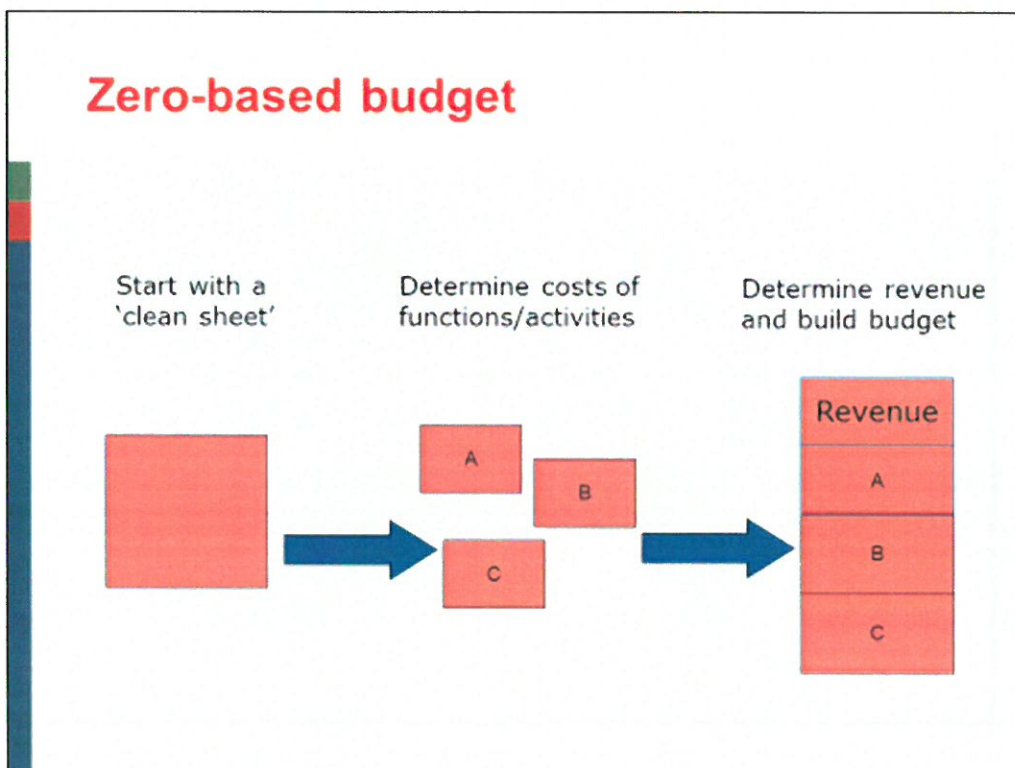 Zero-based budget
Start with a
‘clean sheet’
Determine costs of
functions/activities
Determine revenue
and build budget
A
B
C
Revenue
A
B
C